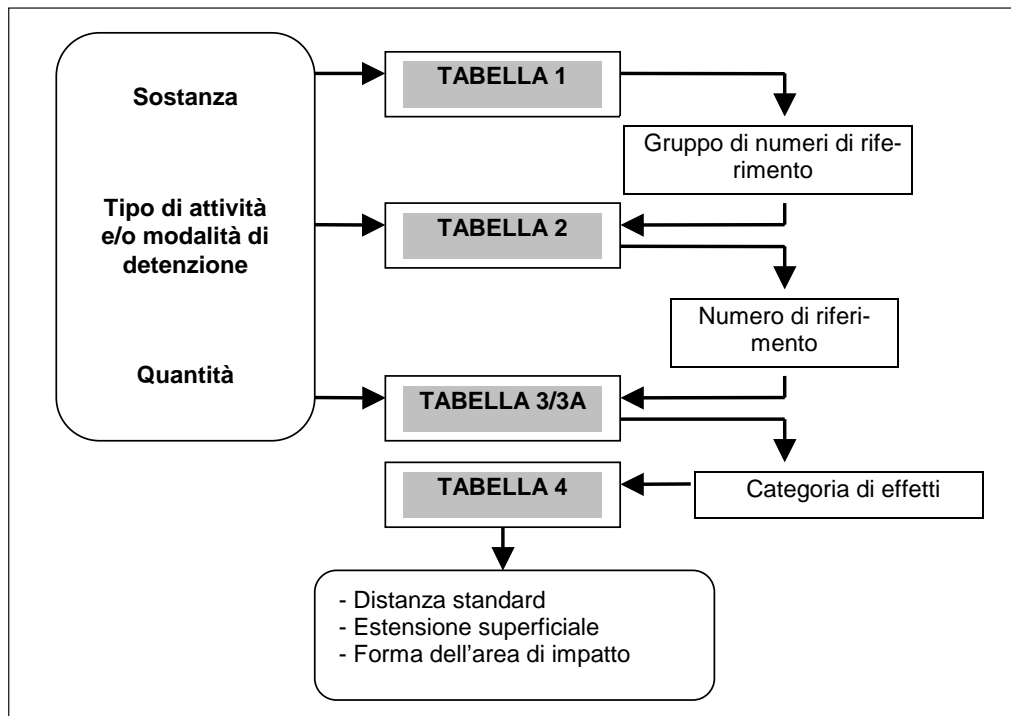 Sostanza
TABELLA 1
Gruppo di numeri di rife-
rimento
Tipo di attività
e/o modalità di
detenzione
TABELLA 2
Numero di riferi-
mento
Quantità
TABELLA 3/3A
TABELLA 4
Categoria di effetti
- Distanza standard
- Estensione superficiale
- Forma dell'area di impatto